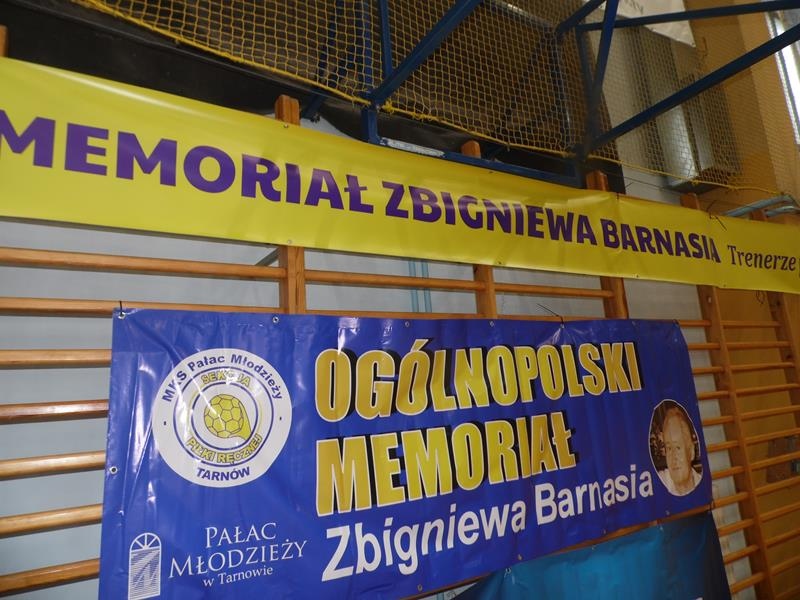 MEMORIAŁ ZBIGNIEWA BARNASIA Trenerze
MKS Pałac Młodzieży
SEKCJA
PIŁKI RĘCZNEJ
TARNÓW
OGÓLNOPOLSKI
MEMORIAŁ
Zbigniewa Barnasia
PAŁAC
MŁODZIEŻY
w Tarnowie